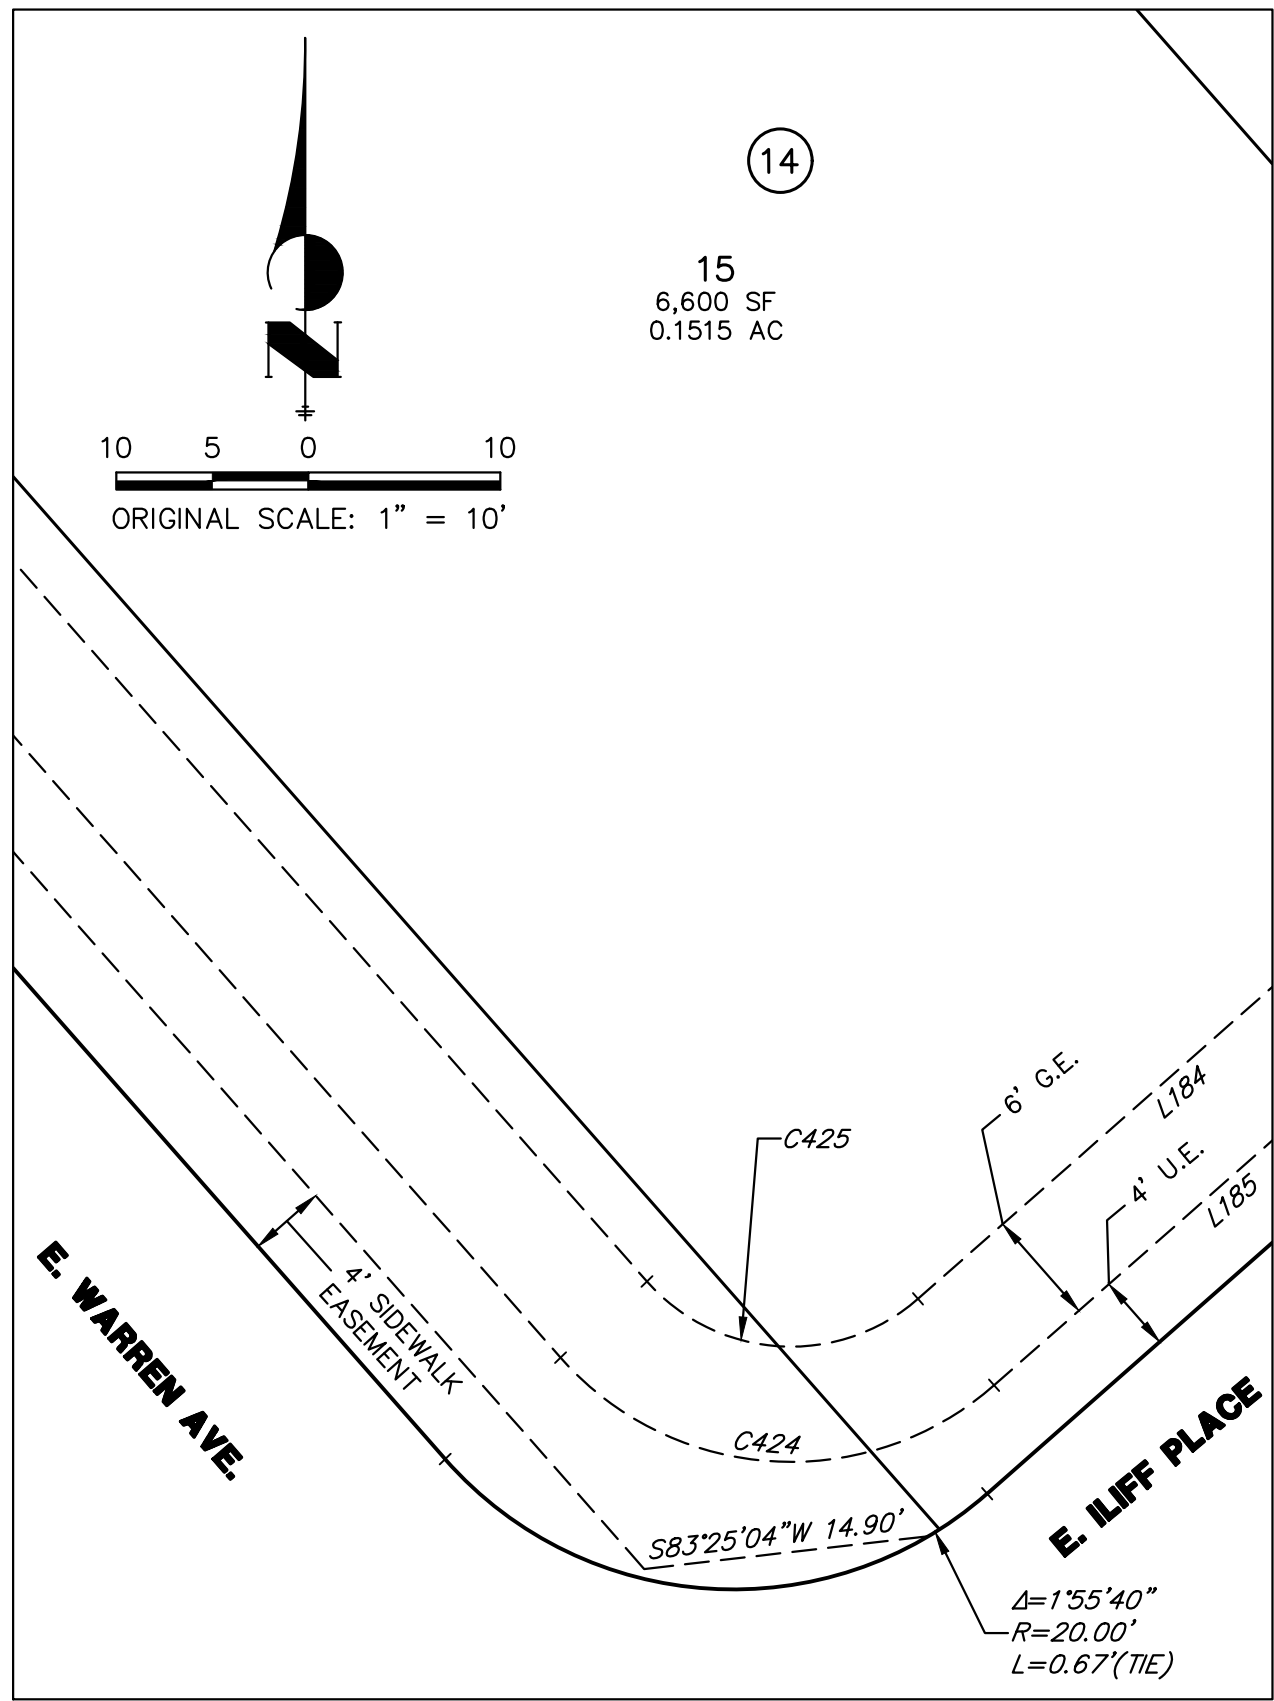 14
15
6,600 SF
0.1515 AC
N
10 5 0 10
ORIGINAL SCALE: 1" = 10'
6' G.E.
L184
C425
4' U.E.
L185
E. WARREN AVE.
4' SIDEWALK
EASEMENT
C424
E. ILIFF PLACE
S83°25'04"W 14.90'
Δ=1°55'40"
R=20.00'
L=0.67'(TIE)